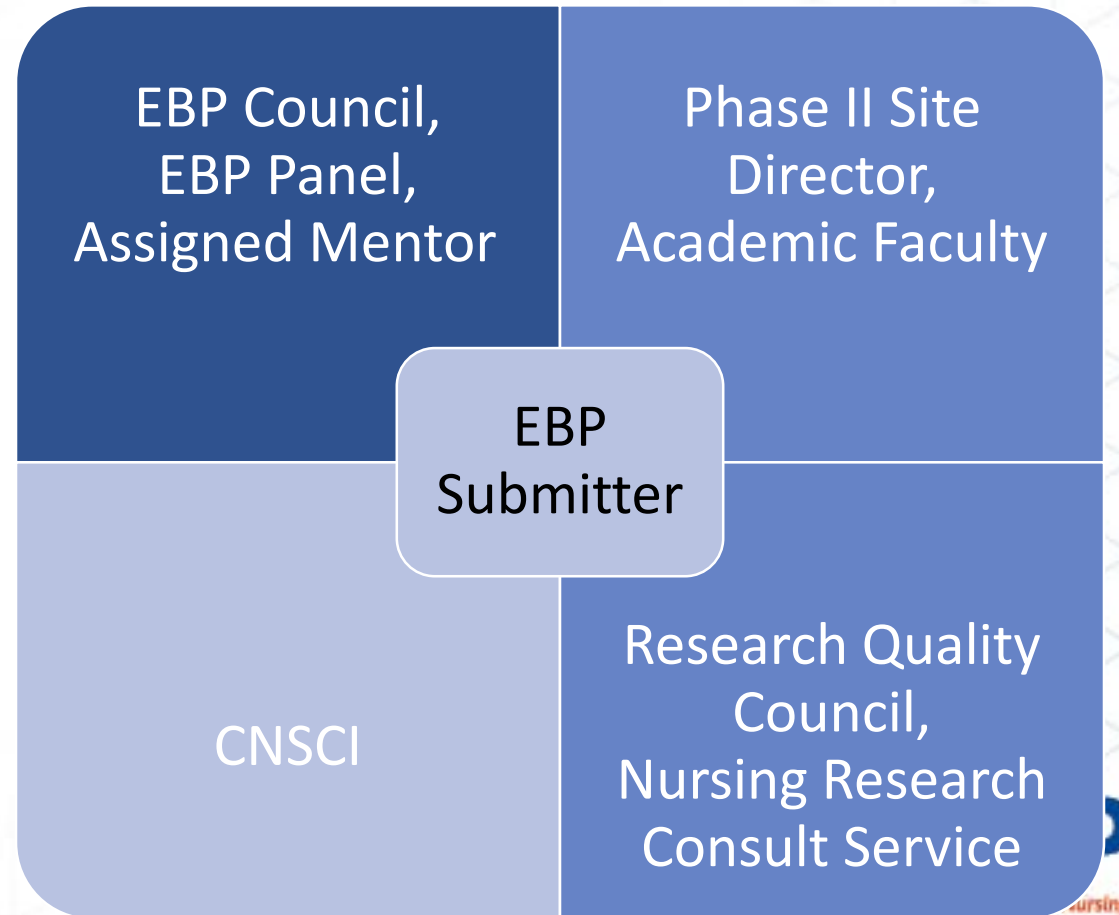 EBP Council,
EBP Panel,
Assigned Mentor
Phase II Site
Director,
Academic Faculty
EBP
Submitter
CNSCI
Research Quality
Council,
Nursing Research
Consult Service